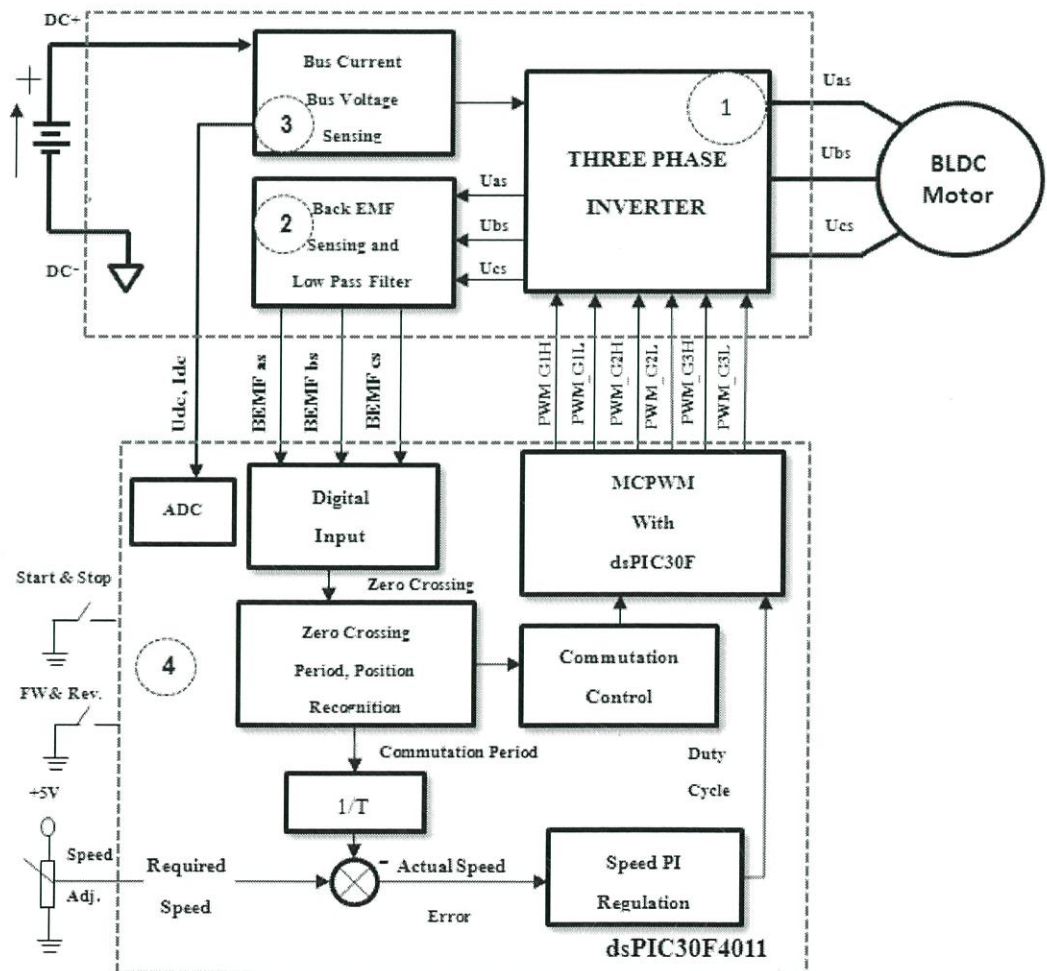 DC+
+
DC-
Bus Current
Bus Voltage
Sensing
3
1
THREE PHASE
INVERTER
Uas
Ubs
Ucs
BLDC
Motor
2
Back EMF
Sensing and
Low Pass Filter
Uas
Ubs
Ucs
Udc, Idc
BEMF as
BEMF bs
BEMF cs
PWM_G1H
PWM_G1L
PWM_G2H
PWM_G2L
PWM_G3H
PWM_G3L
ADC
Digital
Input
MCPWM
With
dsPIC30F
Zero Crossing
Start & Stop
4
Zero Crossing
Period, Position
Recognition
Commutation
Control
FW& Rev.
Commutation Period
Duty
Cycle
+5V
1/T
Speed
Adj.
Required
Speed
-
Actual Speed
Error
Speed PI
Regulation
dsPIC30F4011